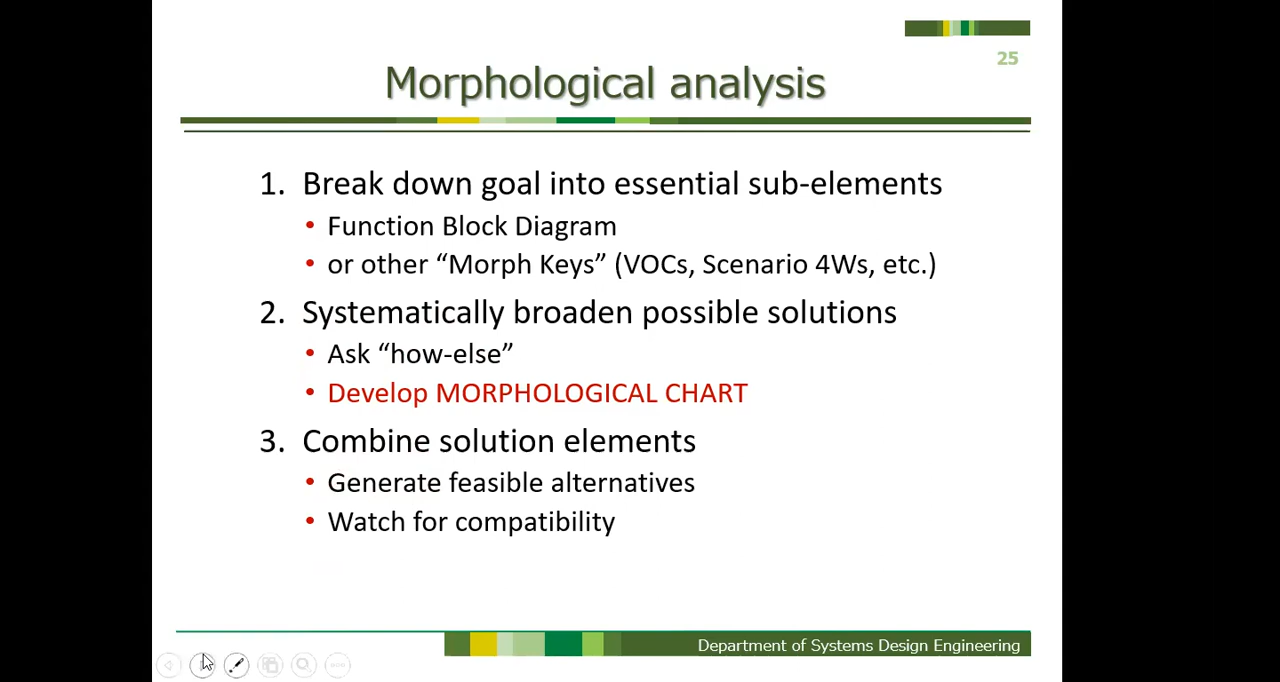 25
Morphological analysis
1. Break down goal into essential sub-elements
• Function Block Diagram
• or other “Morph Keys” (VOCs, Scenario 4Ws, etc.)
2. Systematically broaden possible solutions
• Ask “how-else”
• Develop MORPHOLOGICAL CHART
3. Combine solution elements
• Generate feasible alternatives
• Watch for compatibility
Department of Systems Design Engineering